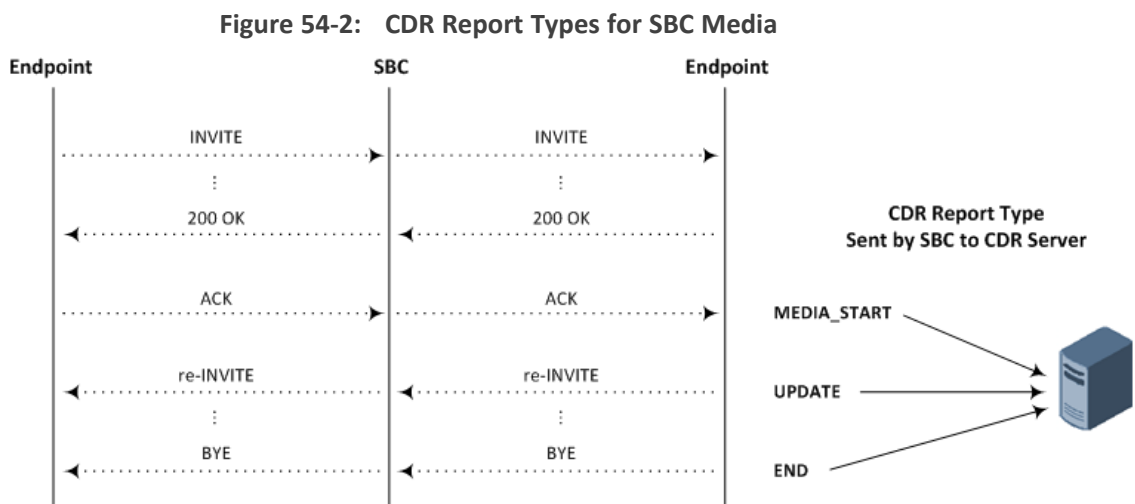 Figure 54-2: CDR Report Types for SBC Media
Endpoint SBC Endpoint
INVITE INVITE
200 OK 200 OK
CDR Report Type
Sent by SBC to CDR Server
ACK ACK
MEDIA_START
re-INVITE re-INVITE
UPDATE
BYE BYE
END